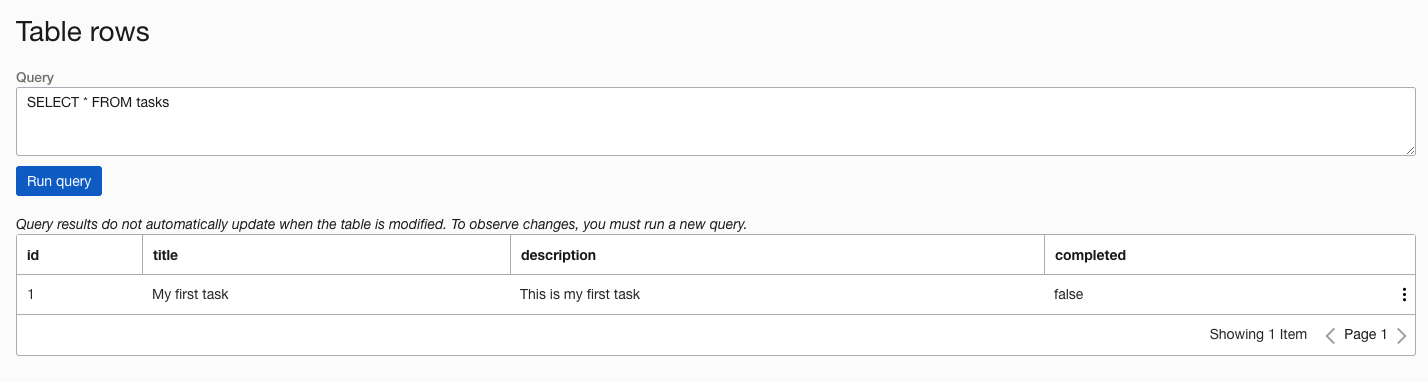 Table rows
Query
SELECT * FROM tasks
Run query
Query results do not automatically update when the table is modified. To observe changes, you must run a new query.
id title description completed
1 My first task This is my first task false
Showing 1 Item Page 1